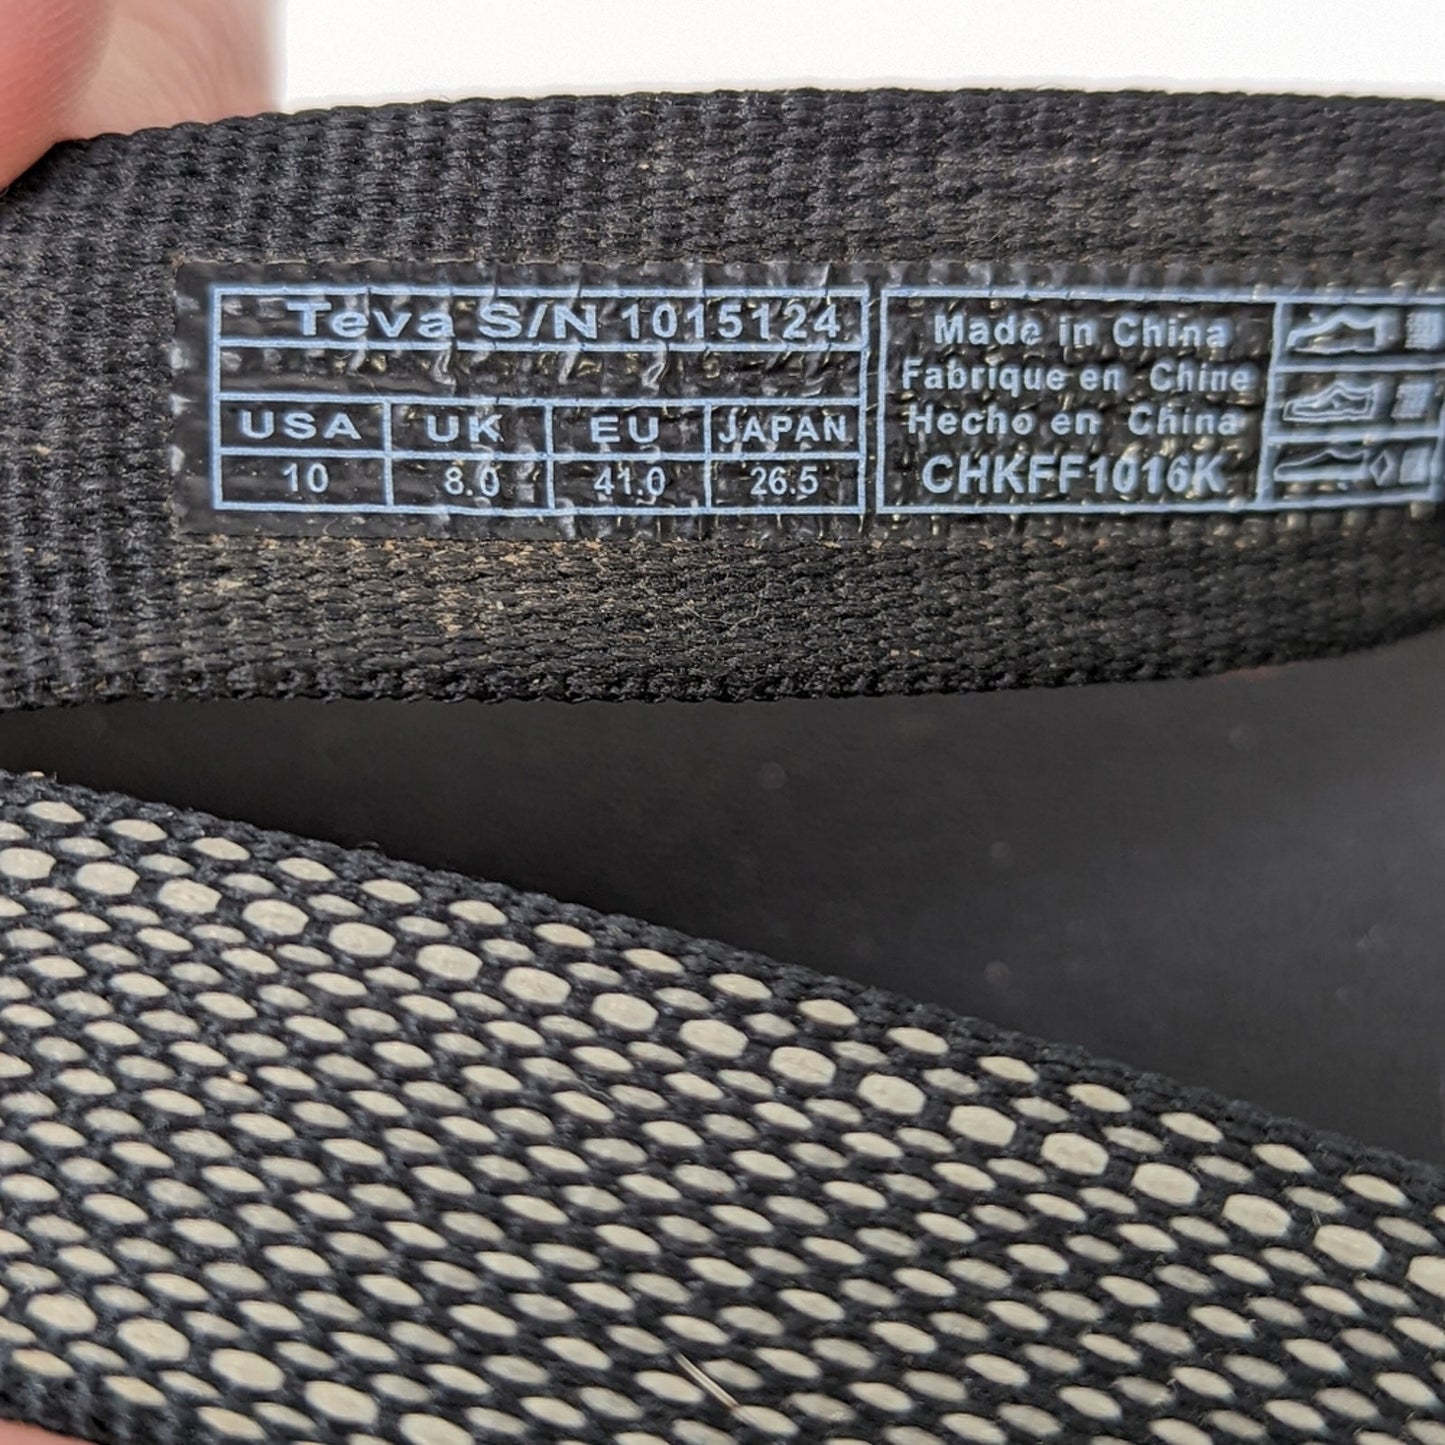 Teva S/N 1015124
USA UK EU JAPAN
10 8.0 41.0 26.5
Made in China
Fabrique en Chine
Hecho en China
CHKFF1016K